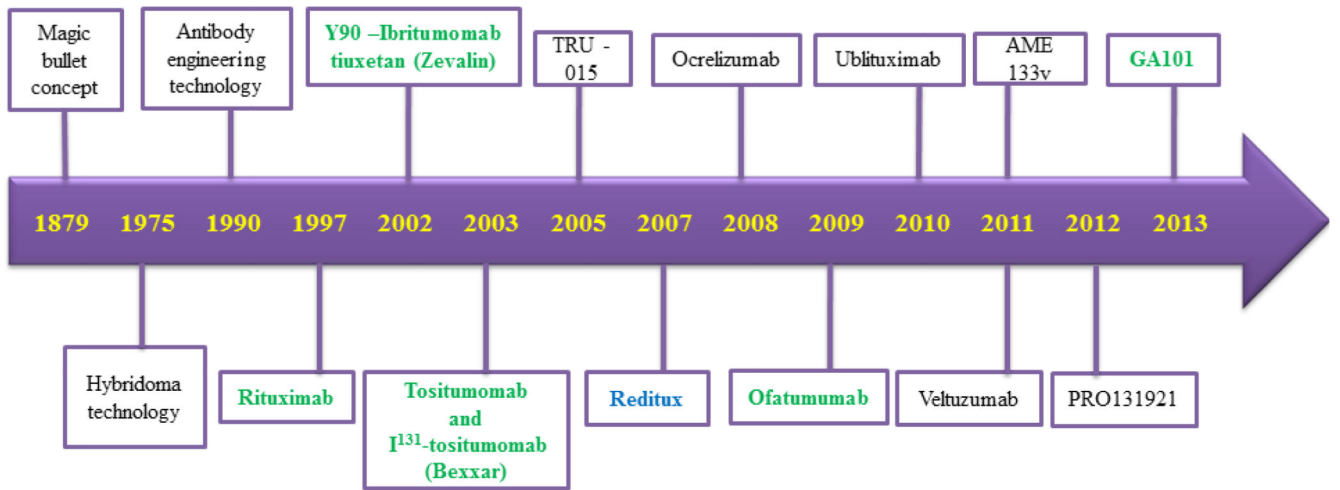 Magic
bullet
concept
Antibody
engineering
technology
Y90 –Ibritumomab
tiuxetan (Zevalin)
TRU -
015
Ocrelizumab
Ublituximab
AME
133v
GA101
1879 1975 1990 1997 2002 2003 2005 2007 2008 2009 2010 2011 2012 2013
Hybridoma
technology
Rituximab
Tositumomab
and
I¹³¹-tositumomab
(Bexxar)
Reditux
Ofatumumab
Veltuzumab
PRO131921